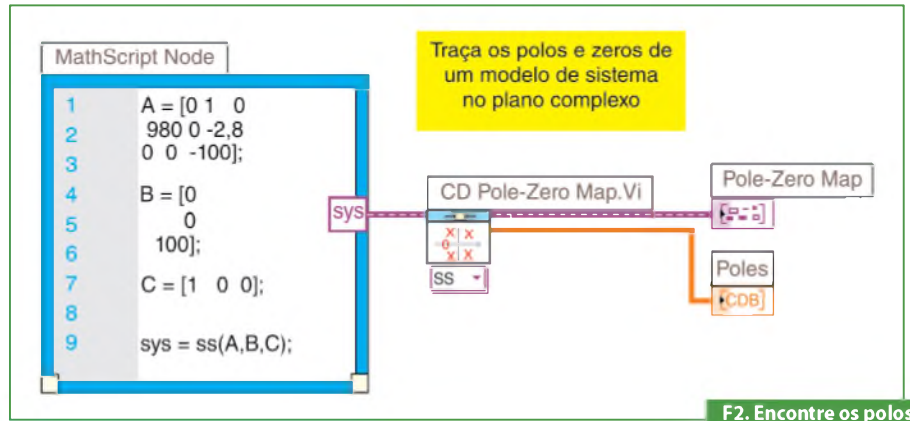 MathScript Node
1 A = [0 1 0
2 980 0 -2,8
3 0 0 -100];
4 B = [0
5 0
6 100];
7 C = [1 0 0];
8
9 sys = ss(A,B,C);
sys
Traça os polos e zeros de
um modelo de sistema
no plano complexo
CD Pole-Zero Map.Vi
SS
Pole-Zero Map
Poles
CDB
F2. Encontre os polos